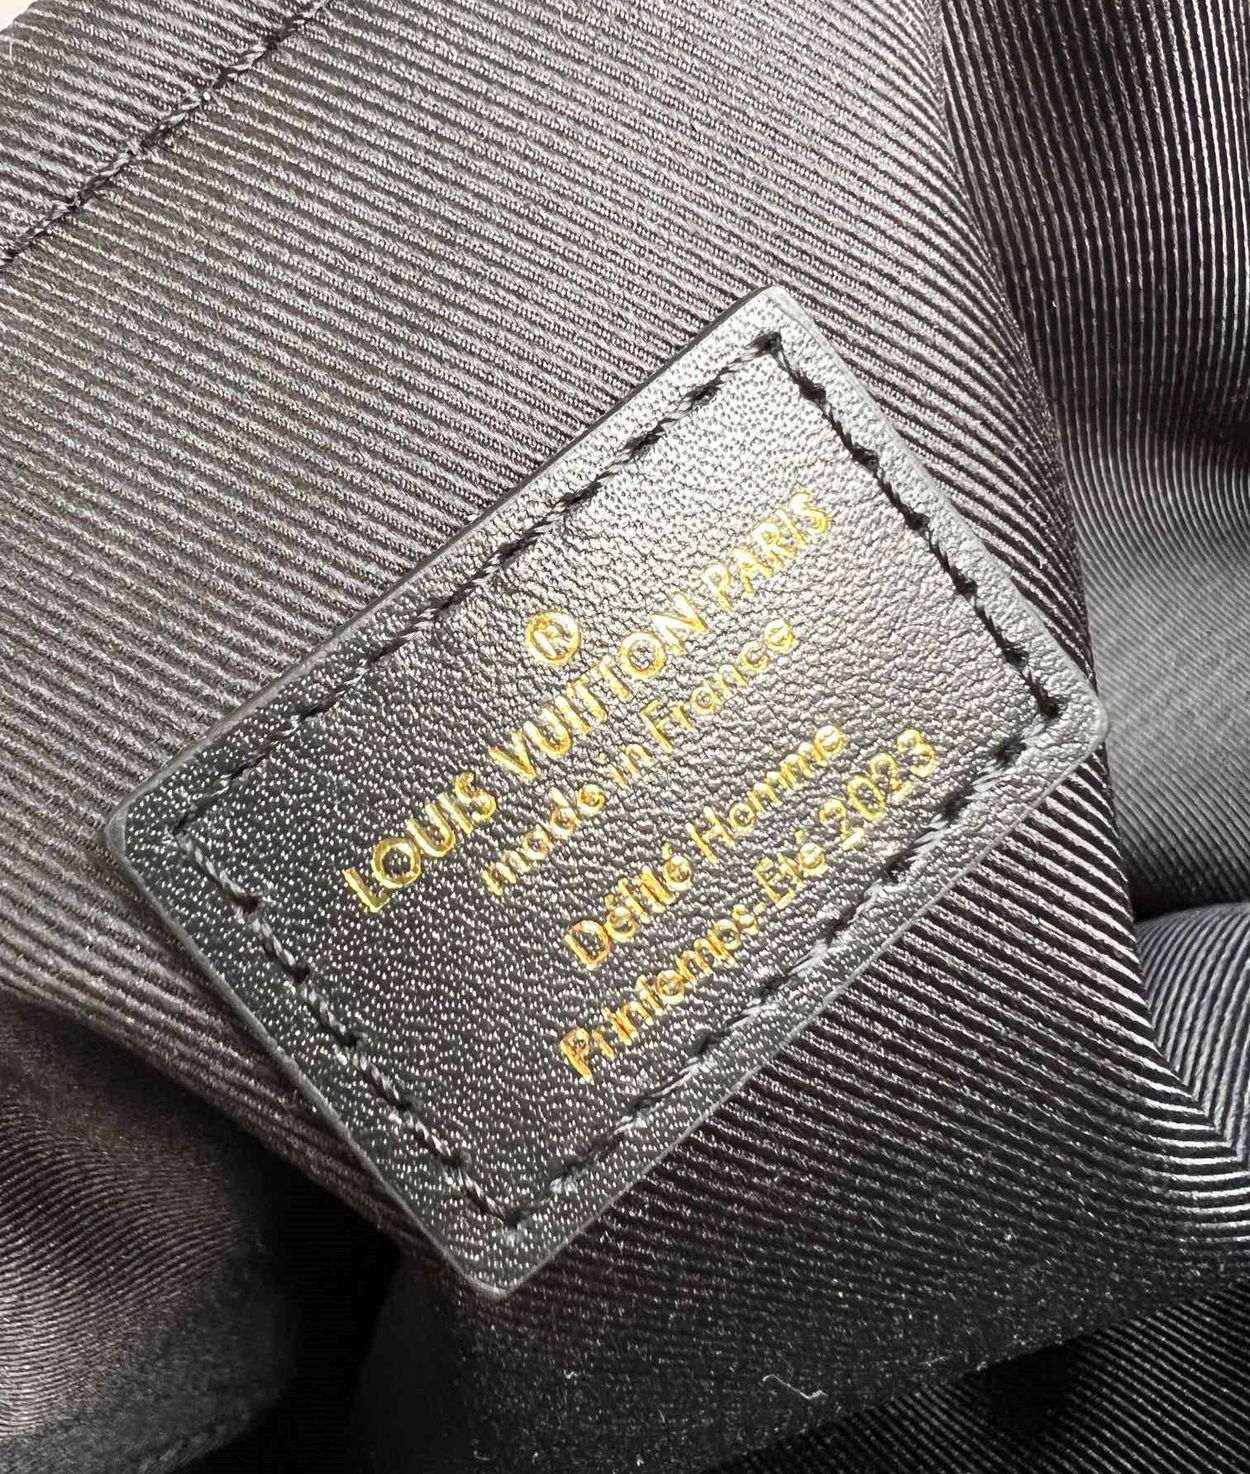 ®
LOUIS VUITTON PARIS
made in France
Défilé Homme
Printemps-Eté 2023